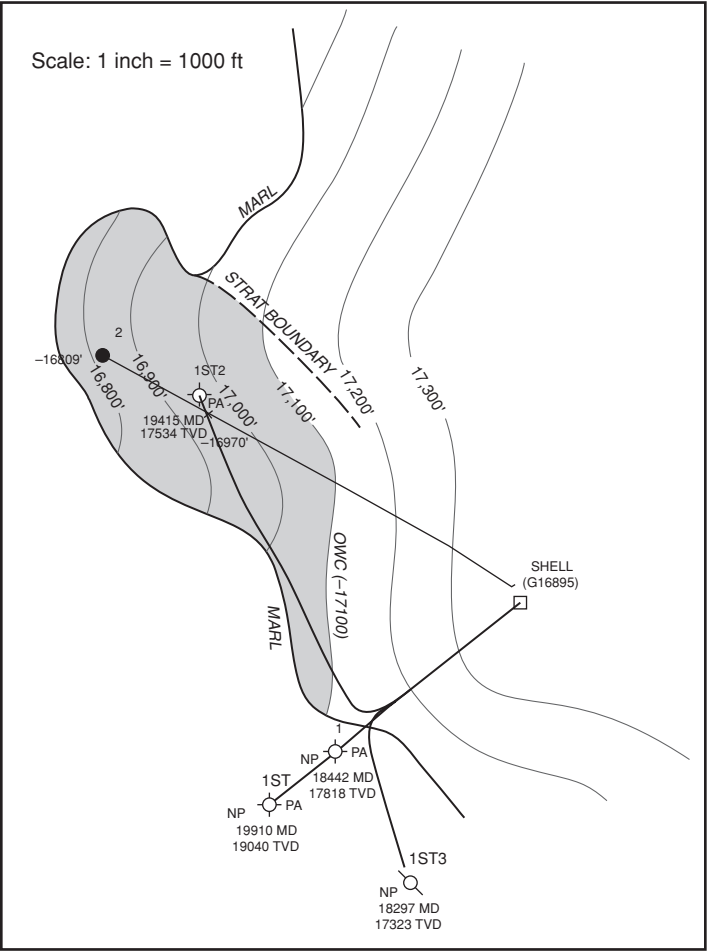 Scale: 1 inch = 1000 ft
MARL
STRAT BOUNDARY
2
–16809'
16,800'
16,900'
1ST2
PA
19415 MD
17534 TVD
–16970'
17,000'
17,100'
17,200'
17,300'
OWC (–17100)
MARL
SHELL
(G16895)
1
NP
PA
18442 MD
17818 TVD
1ST
NP
PA
19910 MD
19040 TVD
1ST3
NP
18297 MD
17323 TVD